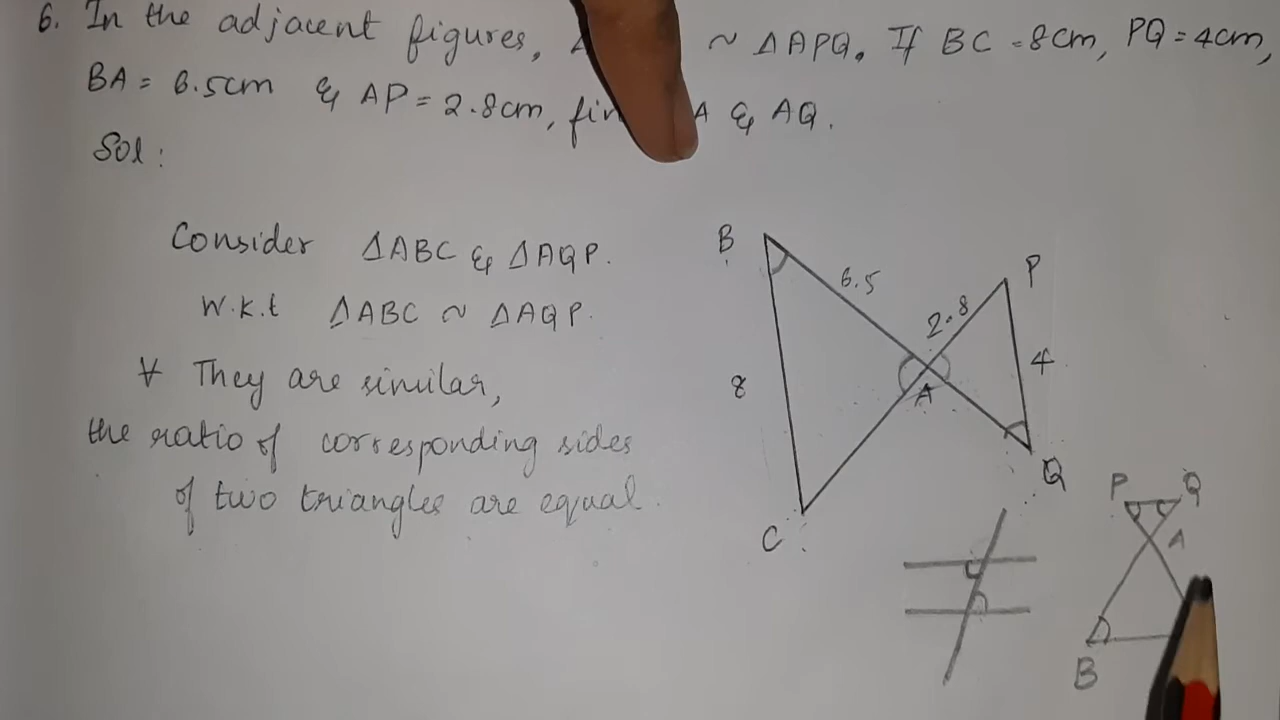 6. In the adjacent figures, ~ ΔAPQ. If BC = 8cm, PQ = 4cm,
BA = 6.5cm & AP = 2.8cm, & AQ.
Sol:
Consider ΔABC & ΔAQP.
W.k.t ΔABC ~ ΔAQP.
∀ They are similar,
the ratio of corresponding sides
of two triangles are equal.
B
6.5
P
2.8
8
4
A
Q
C
P Q
A
B